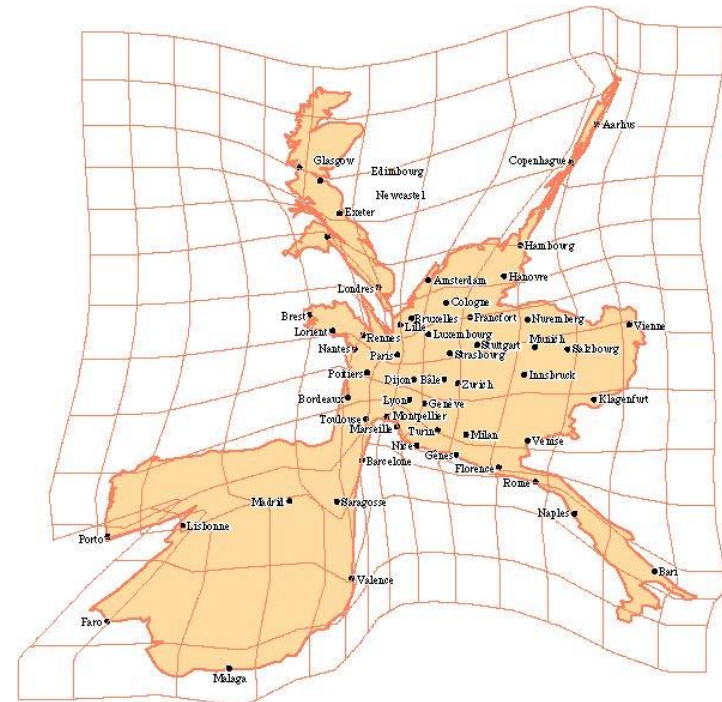 Aarhus
Copenhague
Glasgow
Edimbourg
Newcastel
Exeter
Hambourg
Hanovre
Amsterdam
Londres
Cologne
Brest
Bruxelles
Francfort
Nuremberg
Vienne
Lorient
Rennes
Lille
Luxembourg
Munich
Nantes
Stuttgart
Salzbourg
Paris
Strasbourg
Poitiers
Dijon
Bâle
Zurich
Innsbruck
Bordeaux
Lyon
Genève
Klagenfurt
Toulouse
Montpellier
Marseille
Turin
Milan
Venise
Nice
Gênes
Barcelone
Florence
Rome
Madril
Saragosse
Naples
Lisbonne
Porto
Bari
Valence
Faro
Malaga